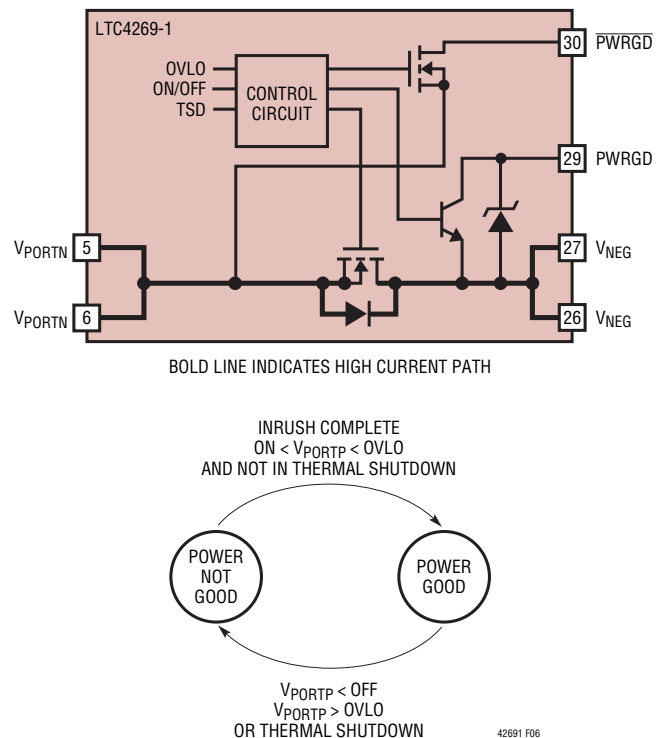 LTC4269-1
OVLO
ON/OFF
TSD
CONTROL
CIRCUIT
30 P̅W̅R̅G̅D̅
29 PWRGD
VPORTN 5
27 VNEG
VPORTN 6
26 VNEG
BOLD LINE INDICATES HIGH CURRENT PATH
INRUSH COMPLETE
ON < VPORTP < OVLO
AND NOT IN THERMAL SHUTDOWN
POWER
NOT
GOOD
POWER
GOOD
VPORTP < OFF
VPORTP > OVLO
OR THERMAL SHUTDOWN
42691 F06